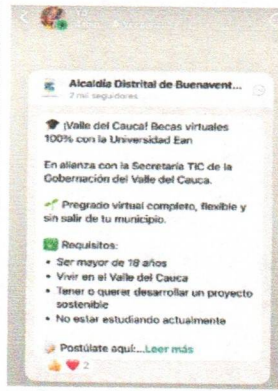 Yo
Alcaldía Distrital de Buenavent...
2 mil seguidores
🎓 ¡Valle del Cauca! Becas virtuales
100% con la Universidad Ean
En alianza con la Secretaría TIC de la
Gobernación del Valle del Cauca.
🌱 Pregrado virtual completo, flexible y
sin salir de tu municipio.
✅ Requisitos:
• Ser mayor de 18 años
• Vivir en el Valle del Cauca
• Tener o querer desarrollar un proyecto
sostenible
• No estar estudiando actualmente
📝 Postúlate aquí:...Leer más
👍 ❤️ 2